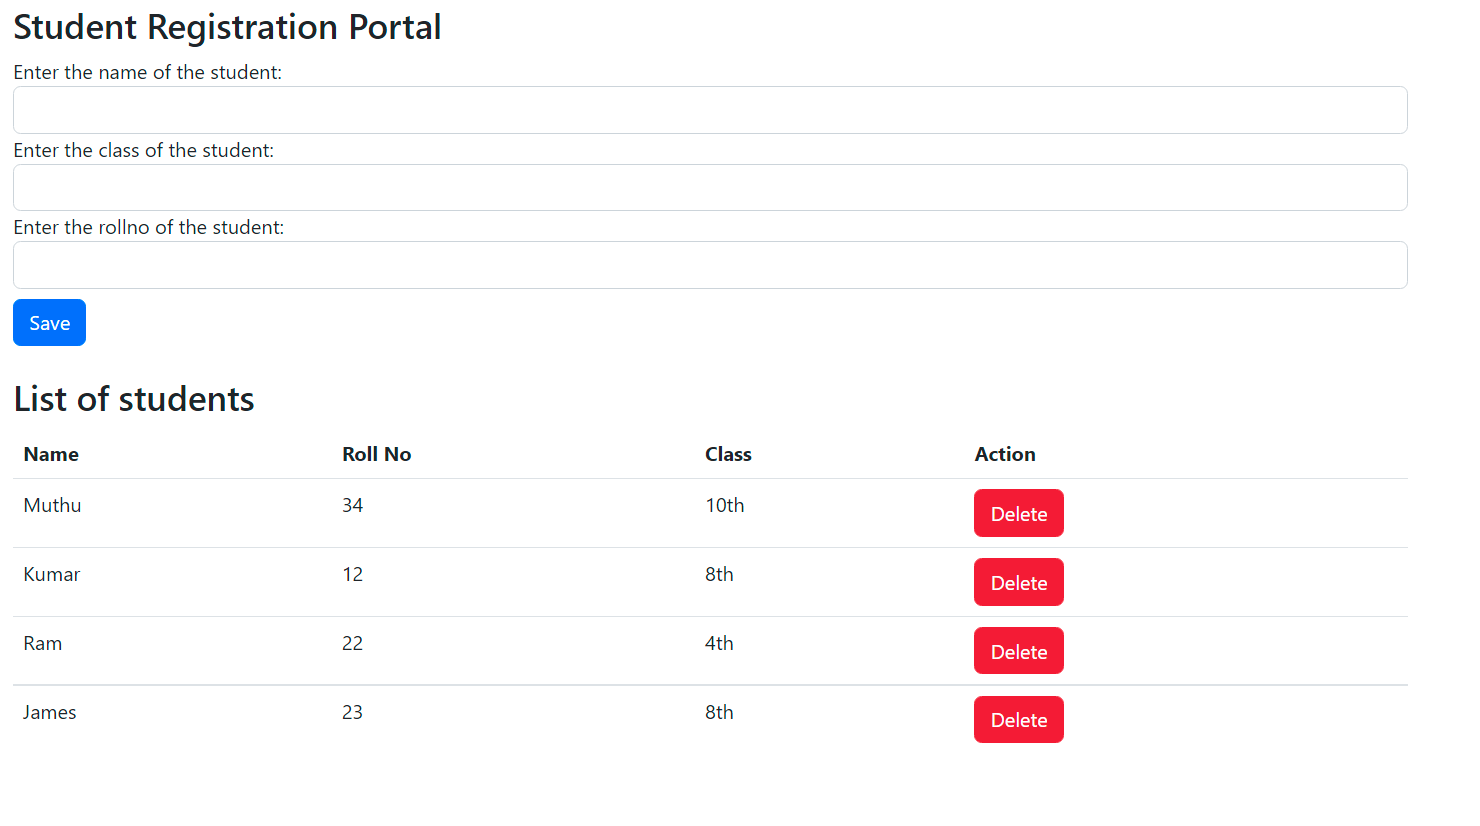 Student Registration Portal
Enter the name of the student:
Enter the class of the student:
Enter the rollno of the student:
Save
List of students
Name Roll No Class Action
Muthu 34 10th Delete
Kumar 12 8th Delete
Ram 22 4th Delete
James 23 8th Delete